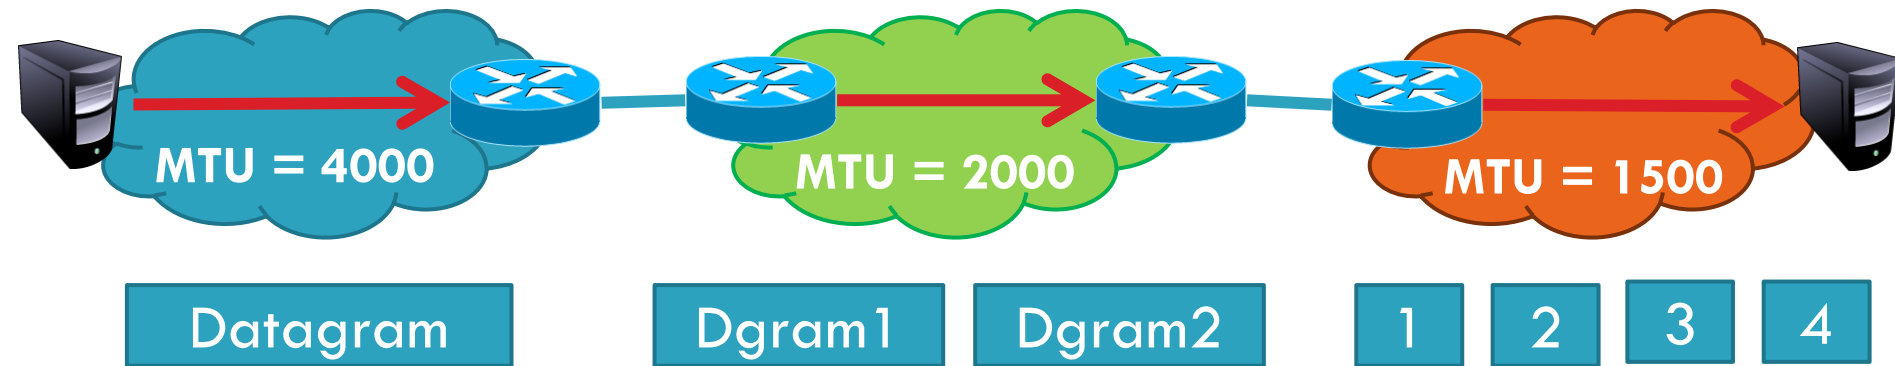 MTU = 4000
MTU = 2000
MTU = 1500
Datagram
Dgram1
Dgram2
1
2
3
4